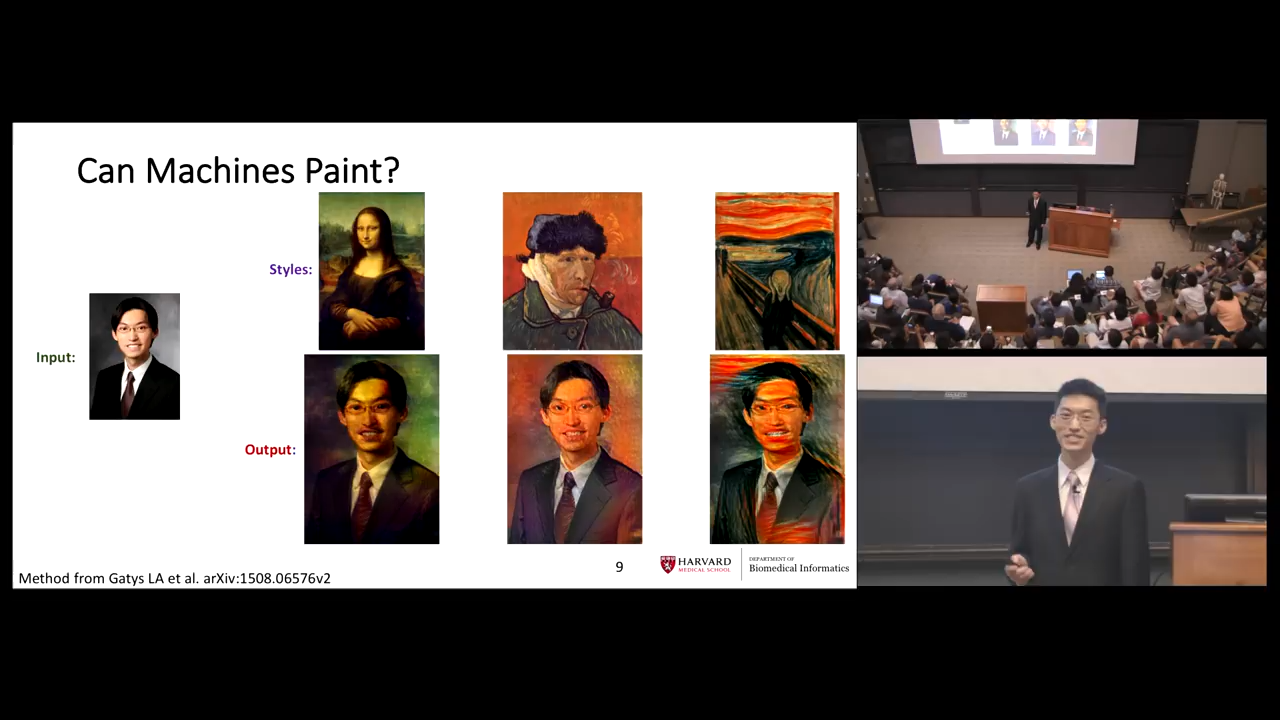 Can Machines Paint?
Styles:
Input:
Output:
Method from Gatys LA et al. arXiv:1508.06576v2
9
HARVARD
MEDICAL SCHOOL
DEPARTMENT OF
Biomedical Informatics